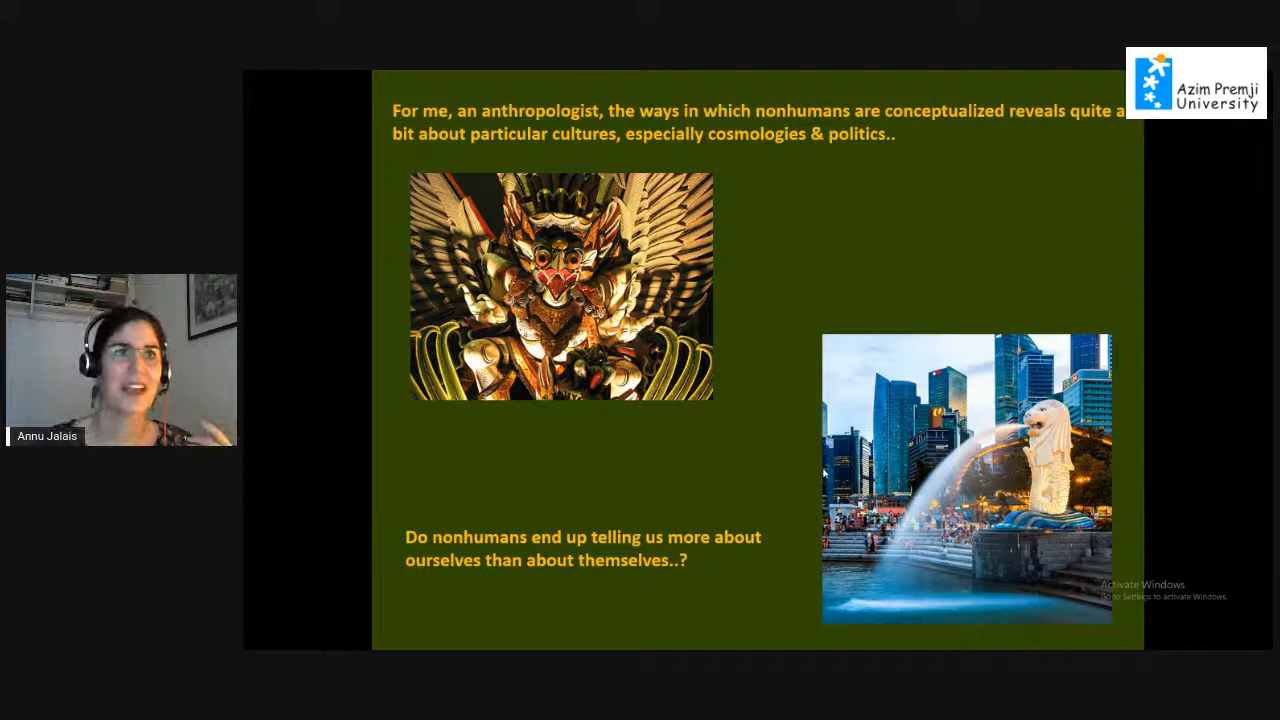 For me, an anthropologist, the ways in which nonhumans are conceptualized reveals quite a
bit about particular cultures, especially cosmologies & politics..
Azim Premji
University
Annu Jalais
Do nonhumans end up telling us more about
ourselves than about themselves..?
Activate Windows
Go to Settings to activate Windows.